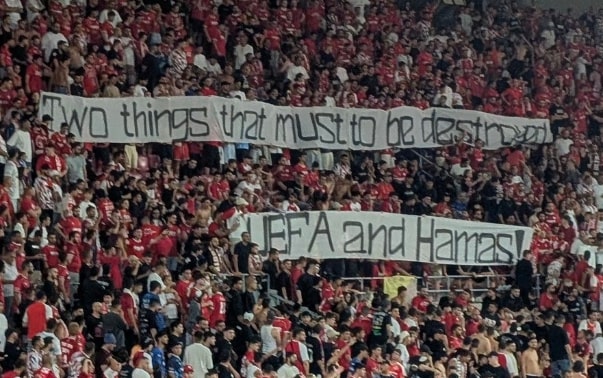 Two things that must to be destroyed
UEFA and Hamas!